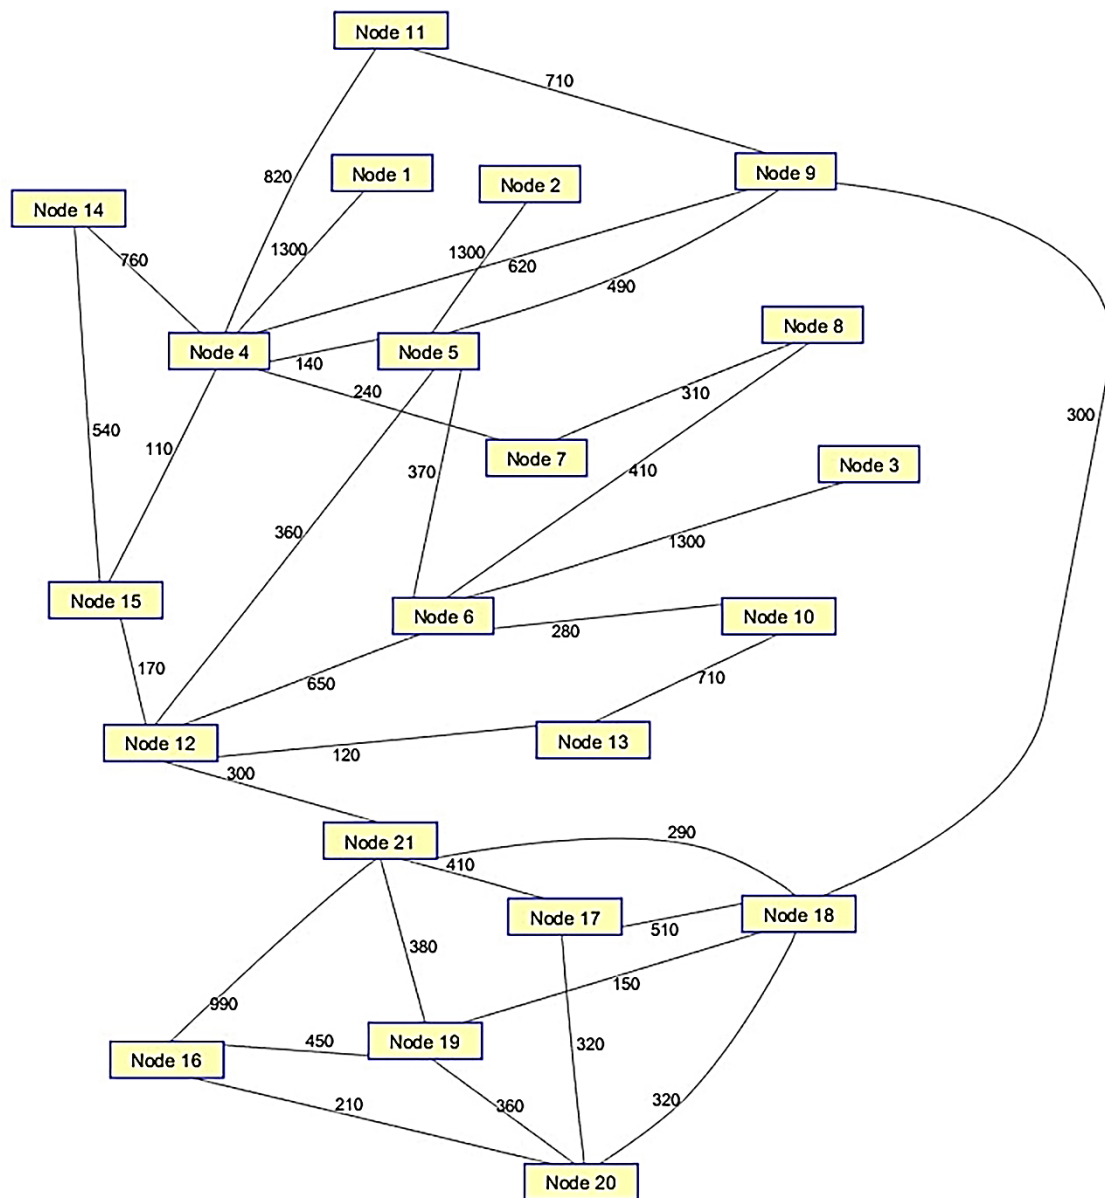 Node 11
710
Node 1
Node 2
Node 9
820
Node 14
1300
1300
760
620
490
Node 8
Node 4
Node 5
140
240
310
300
540
110
370
Node 7
410
Node 3
360
1300
Node 15
Node 6
Node 10
280
170
650
710
Node 12
120
Node 13
300
290
Node 21
410
Node 17
Node 18
510
380
150
990
Node 19
450
320
Node 16
210
360
320
Node 20